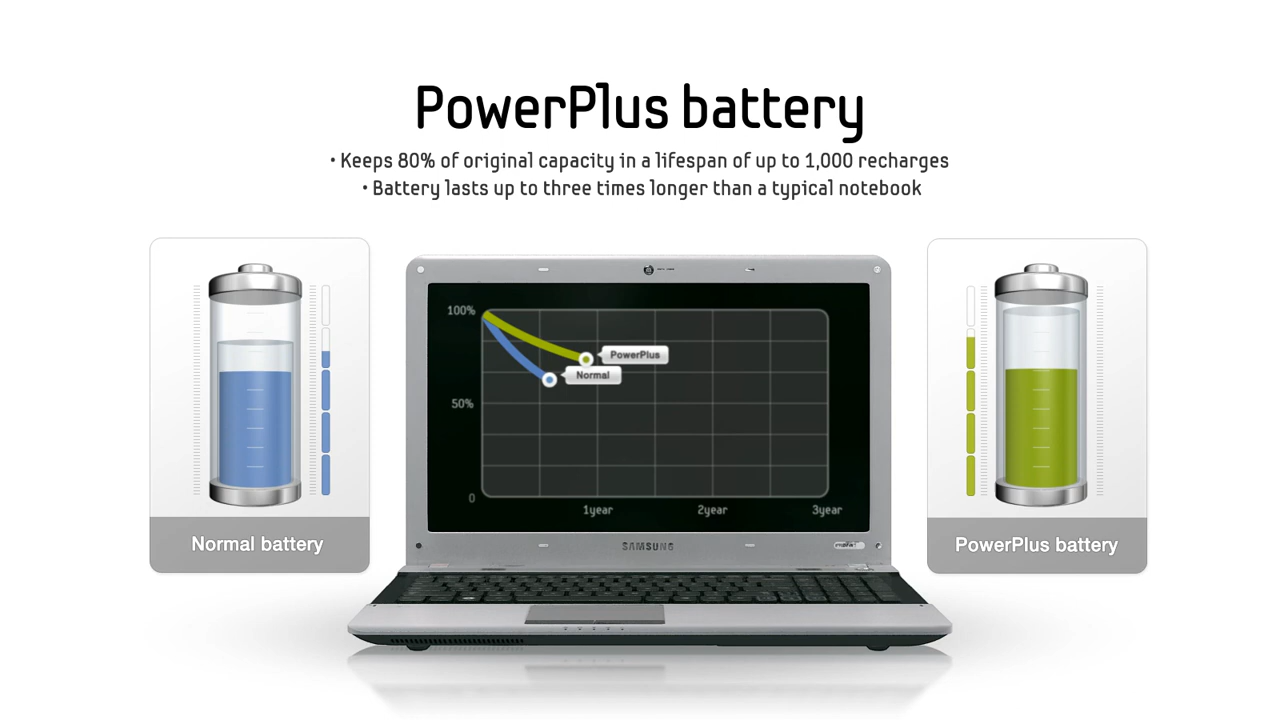 PowerPlus battery
• Keeps 80% of original capacity in a lifespan of up to 1,000 recharges
• Battery lasts up to three times longer than a typical notebook
100%
PowerPlus
Normal
50%
0
1year
2year
3year
SAMSUNG
Normal battery
PowerPlus battery